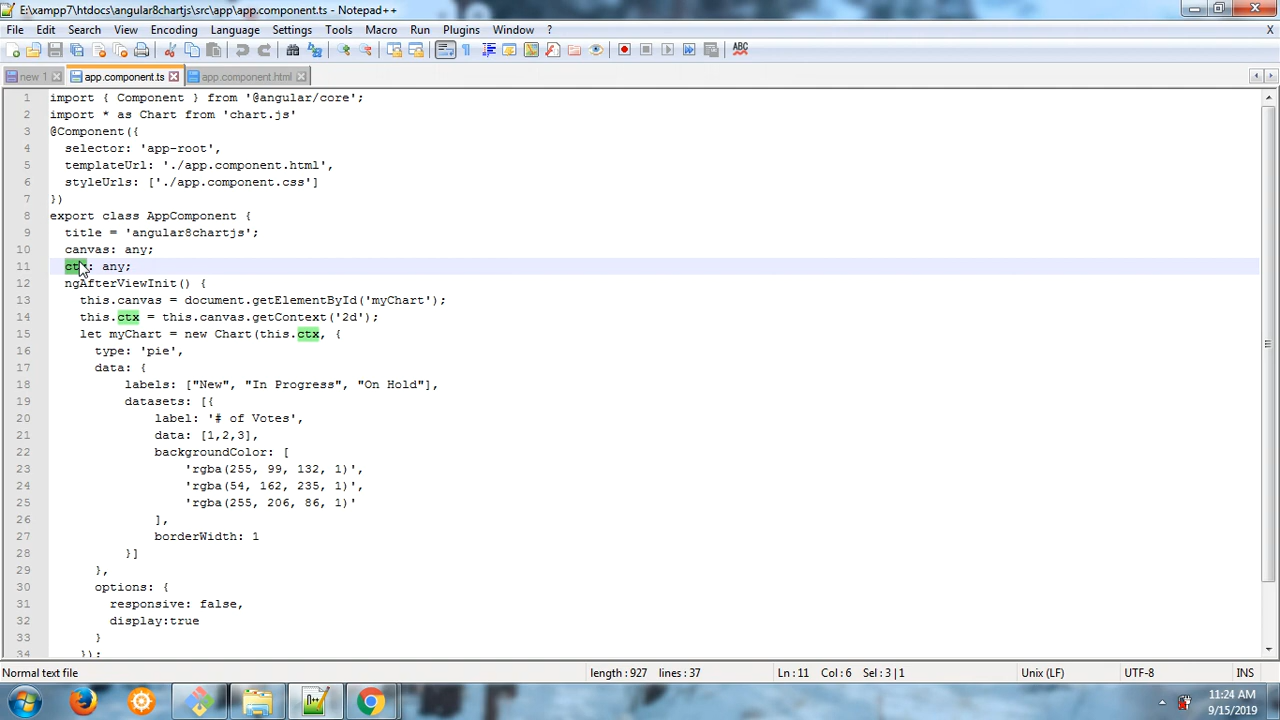 E:\xampp7\htdocs\angular8chartjs\src\app\app.component.ts - Notepad++
File Edit Search View Encoding Language Settings Tools Macro Run Plugins Window ? X
ABC
new 1 app.component.ts app.component.html
1 import { Component } from '@angular/core';
2 import * as Chart from 'chart.js'
3 @Component({
4 selector: 'app-root',
5 templateUrl: './app.component.html',
6 styleUrls: ['./app.component.css']
7 })
8 export class AppComponent {
9 title = 'angular8chartjs';
10 canvas: any;
11 ctx: any;
12 ngAfterViewInit() {
13 this.canvas = document.getElementById('myChart');
14 this.ctx = this.canvas.getContext('2d');
15 let myChart = new Chart(this.ctx, {
16 type: 'pie',
17 data: {
18 labels: ["New", "In Progress", "On Hold"],
19 datasets: [{
20 label: '# of Votes',
21 data: [1,2,3],
22 backgroundColor: [
23 'rgba(255, 99, 132, 1)',
24 'rgba(54, 162, 235, 1)',
25 'rgba(255, 206, 86, 1)'
26 ],
27 borderWidth: 1
28 }]
29 },
30 options: {
31 responsive: false,
32 display:true
33 }
34 });
Normal text file length : 927 lines : 37 Ln : 11 Col : 6 Sel : 3 | 1 Unix (LF) UTF-8 INS
11:24 AM
9/15/2019